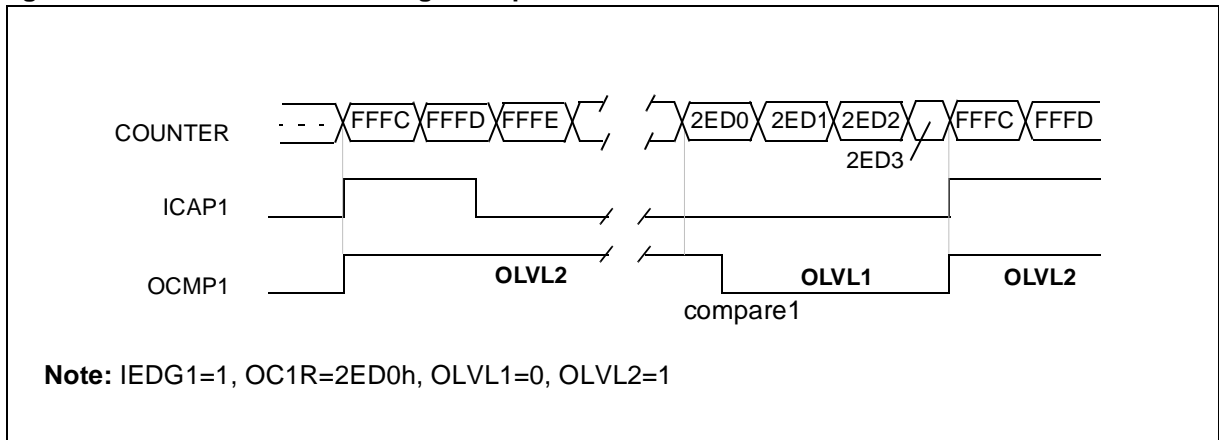 COUNTER - - - FFFC FFFD FFFE 2ED0 2ED1 2ED2 FFFC FFFD
2ED3
ICAP1
OCMP1 OLVL2 OLVL1 OLVL2
compare1
Note: IEDG1=1, OC1R=2ED0h, OLVL1=0, OLVL2=1